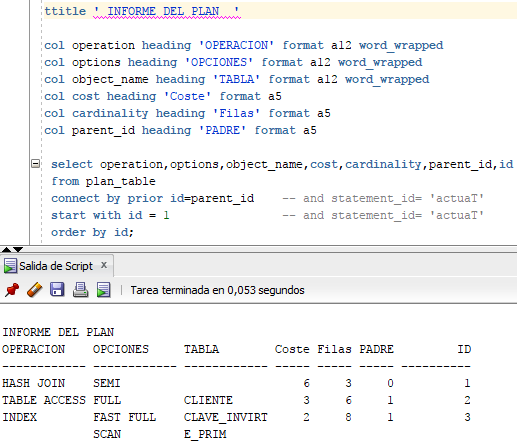 ttitle ' INFORME DEL PLAN  '
col operation heading 'OPERACION' format a12 word_wrapped
col options heading 'OPCIONES' format a12 word_wrapped
col object_name heading 'TABLA' format a12 word_wrapped
col cost heading 'Coste' format a5
col cardinality heading 'Filas' format a5
col parent_id heading 'PADRE' format a5
select operation,options,object_name,cost,cardinality,parent_id,id
from plan_table
connect by prior id=parent_id    -- and statement_id= 'actuaT'
start with id = 1                -- and statement_id= 'actuaT'
order by id;
Salida de Script x
Tarea terminada en 0,053 segundos
INFORME DEL PLAN
OPERACION    OPCIONES     TABLA        Coste Filas PADRE         ID
------------ ------------ ------------ ----- ----- ----- ----------
HASH JOIN    SEMI                          6     3     0          1
TABLE ACCESS FULL         CLIENTE          3     6     1          2
INDEX        FAST FULL    CLAVE_INVIRT     2     8     1          3
             SCAN         E_PRIM